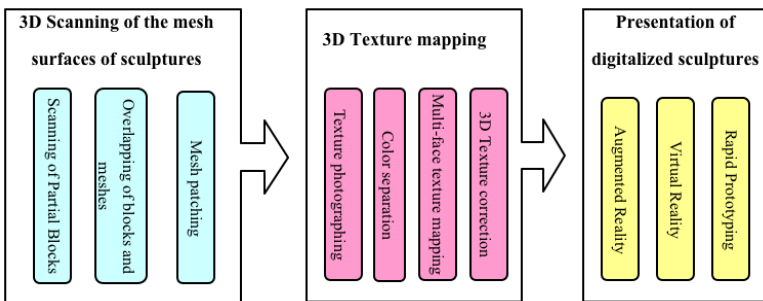 3D Scanning of the mesh
surfaces of sculptures
Scanning of Partial Blocks
Overlapping of blocks and
meshes
Mesh patching
3D Texture mapping
Texture photographing
Color separation
Multi-face texture mapping
3D Texture correction
Presentation of
digitalized sculptures
Augmented Reality
Virtual Reality
Rapid Prototyping